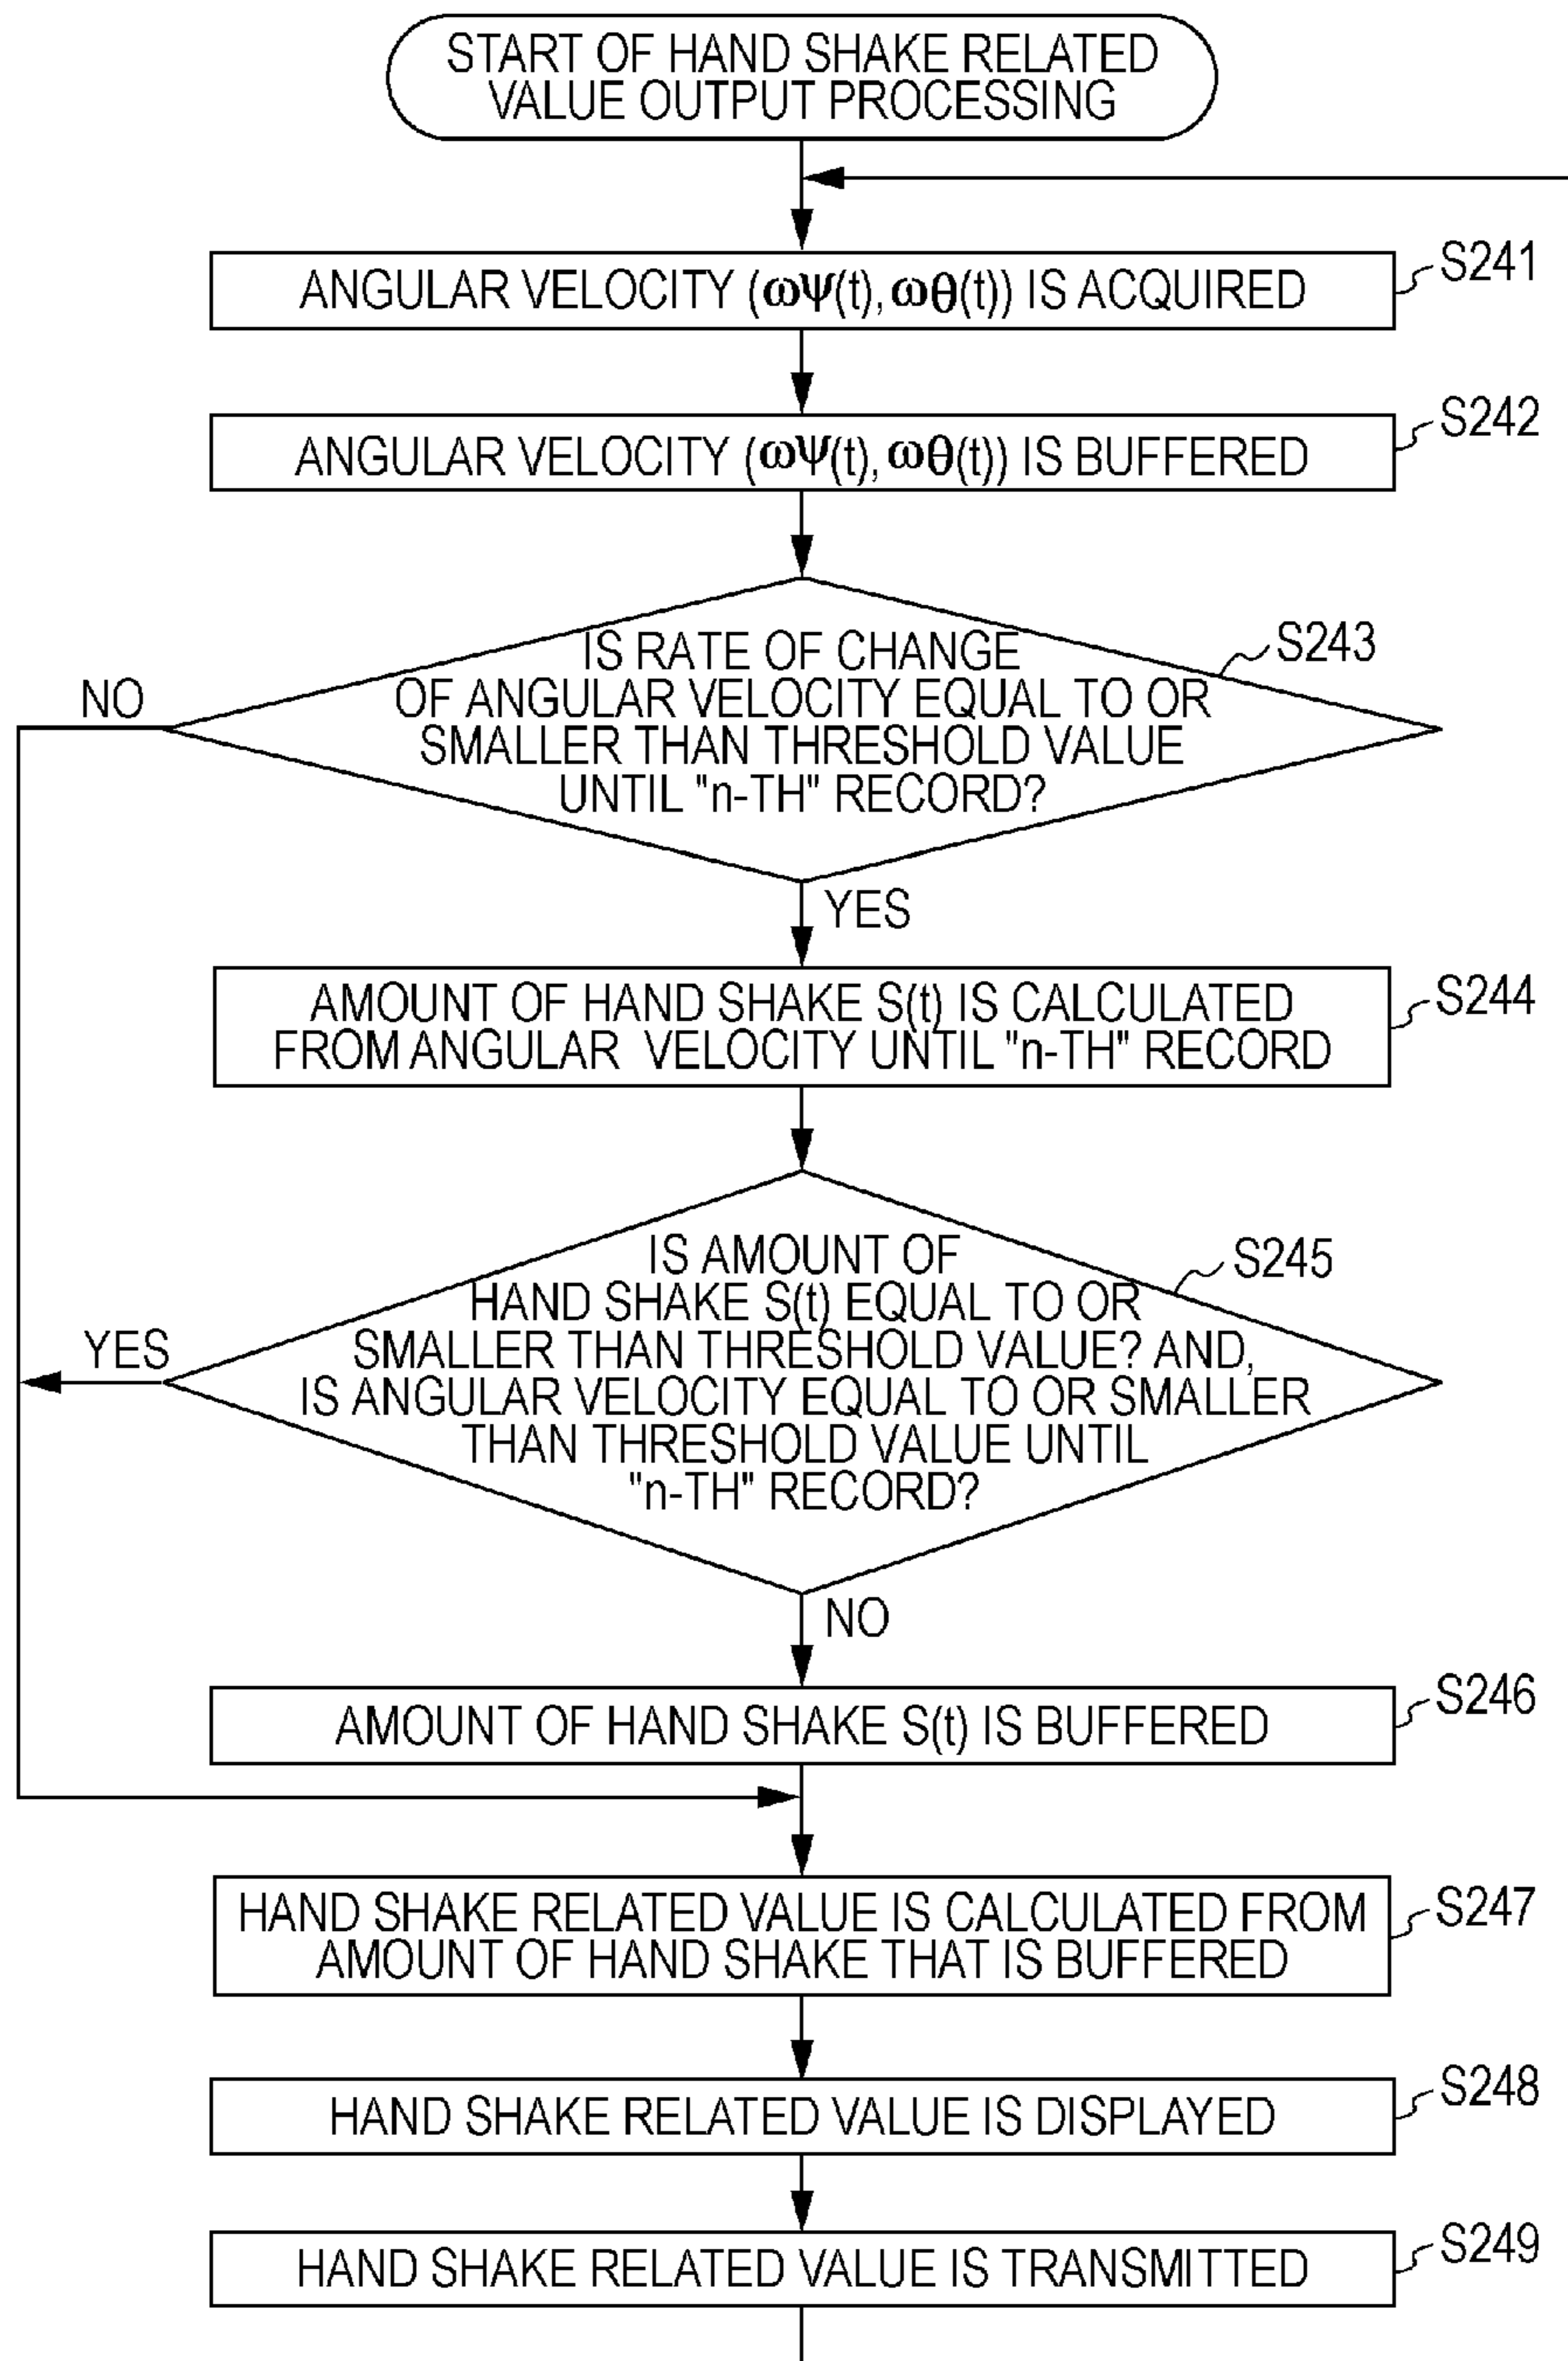 START OF HAND SHAKE RELATED
VALUE OUTPUT PROCESSING
ANGULAR VELOCITY (ωψ(t), ωθ(t)) IS ACQUIRED
S241
ANGULAR VELOCITY (ωψ(t), ωθ(t)) IS BUFFERED
S242
IS RATE OF CHANGE
OF ANGULAR VELOCITY EQUAL TO OR
SMALLER THAN THRESHOLD VALUE
UNTIL "n-TH" RECORD?
S243
NO
YES
AMOUNT OF HAND SHAKE S(t) IS CALCULATED
FROM ANGULAR VELOCITY UNTIL "n-TH" RECORD
S244
IS AMOUNT OF
HAND SHAKE S(t) EQUAL TO OR
SMALLER THAN THRESHOLD VALUE? AND,
IS ANGULAR VELOCITY EQUAL TO OR SMALLER
THAN THRESHOLD VALUE UNTIL
"n-TH" RECORD?
S245
YES
NO
AMOUNT OF HAND SHAKE S(t) IS BUFFERED
S246
HAND SHAKE RELATED VALUE IS CALCULATED FROM
AMOUNT OF HAND SHAKE THAT IS BUFFERED
S247
HAND SHAKE RELATED VALUE IS DISPLAYED
S248
HAND SHAKE RELATED VALUE IS TRANSMITTED
S249